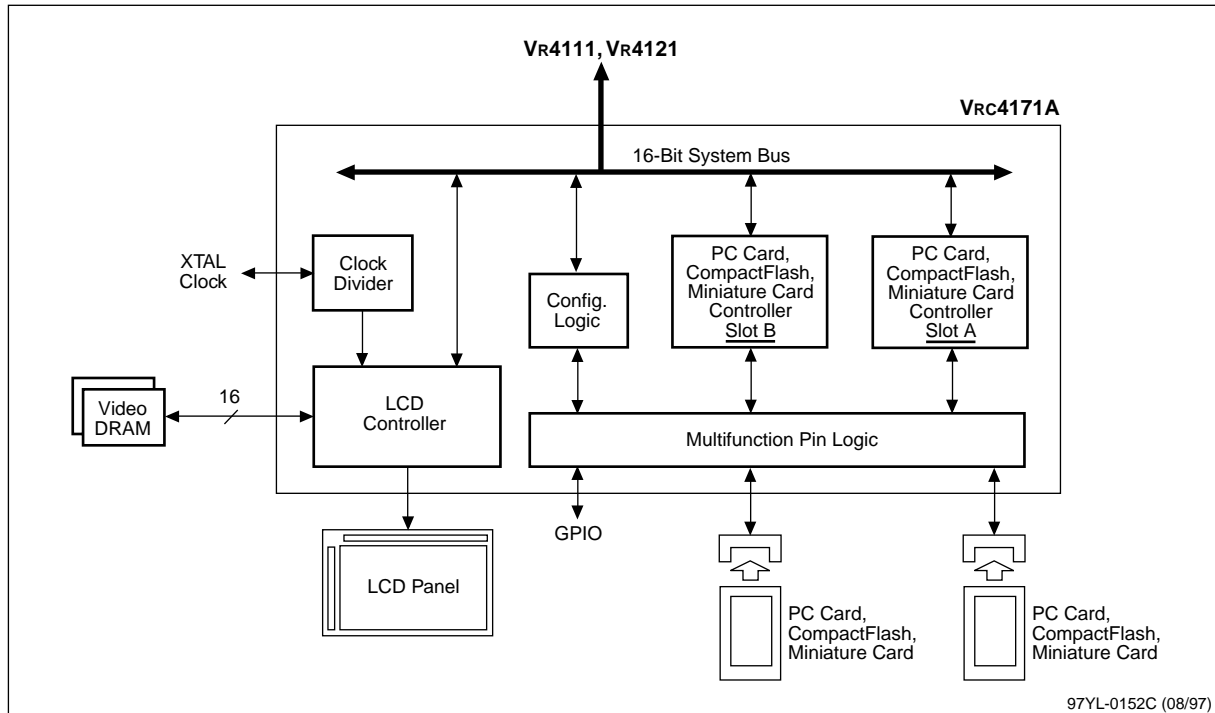 VR4111, VR4121
VRC4171A
16-Bit System Bus
XTAL
Clock
Clock
Divider
Config.
Logic
PC Card,
CompactFlash,
Miniature Card
Controller
Slot B
PC Card,
CompactFlash,
Miniature Card
Controller
Slot A
Video
DRAM
16
LCD
Controller
Multifunction Pin Logic
GPIO
LCD Panel
PC Card,
CompactFlash,
Miniature Card
PC Card,
CompactFlash,
Miniature Card
97YL-0152C (08/97)